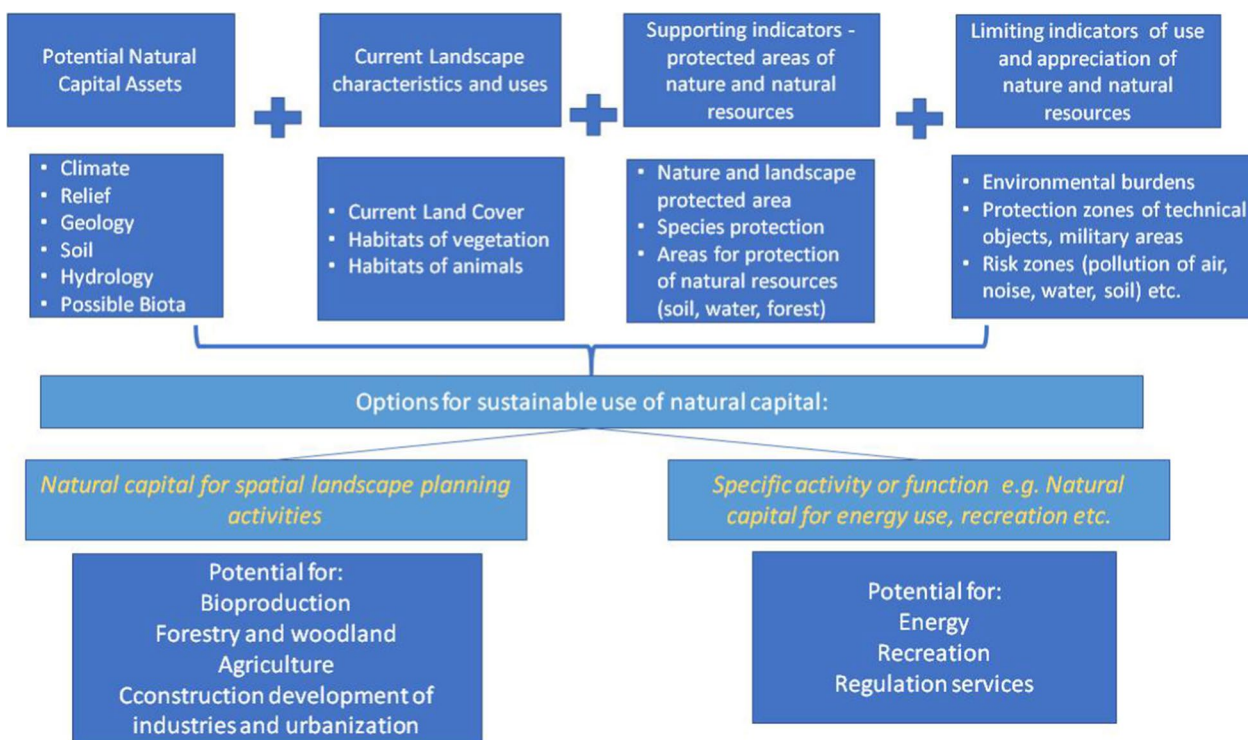 Potential Natural
Capital Assets
Current Landscape
characteristics and uses
Supporting indicators -
protected areas of
nature and natural
resources
Limiting indicators of use
and appreciation of
nature and natural
resources
▪ Climate
▪ Relief
▪ Geology
▪ Soil
▪ Hydrology
▪ Possible Biota
▪ Current Land Cover
▪ Habitats of vegetation
▪ Habitats of animals
▪ Nature and landscape
protected area
▪ Species protection
▪ Areas for protection
of natural resources
(soil, water, forest)
▪ Environmental burdens
▪ Protection zones of technical
objects, military areas
▪ Risk zones (pollution of air,
noise, water, soil) etc.
Options for sustainable use of natural capital:
Natural capital for spatial landscape planning
activities
Specific activity or function e.g. Natural
capital for energy use, recreation etc.
Potential for:
Bioproduction
Forestry and woodland
Agriculture
Cconstruction development of
industries and urbanization
Potential for:
Energy
Recreation
Regulation services